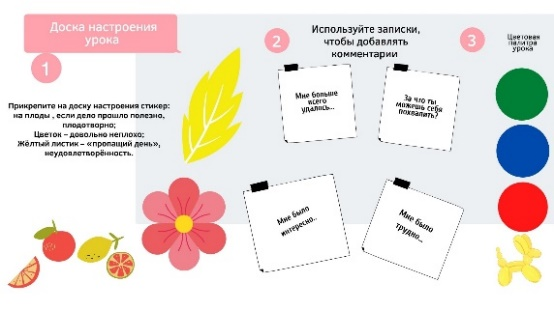 Доска настроения
урока
1
Прикрепите на доску настроения стикер:
на плоды , если дело прошло полезно,
плодотворно;
Цветок – довольно неплохо;
Жёлтый листик – «пропащий день»,
неудовлетворённость.
2
Используйте записки,
чтобы добавлять
комментарии
Мне больше
всего
удалось...
За что ты
можешь себя
похвалить?
Мне было
интересно..
Мне было
трудно...
3
Цветовая
палитра
урока